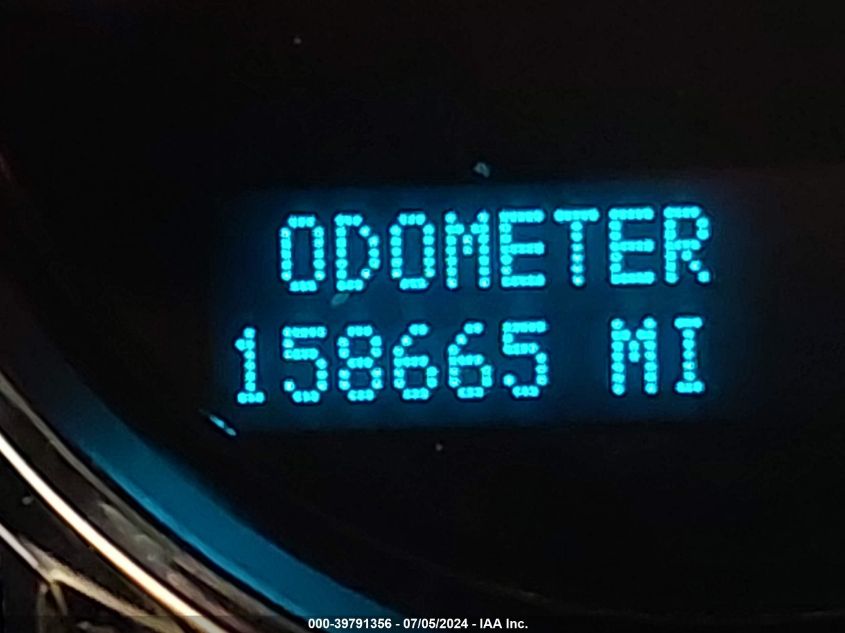 ODOMETER
158665 MI
000-39791356 - 07/05/2024 - IAA Inc.